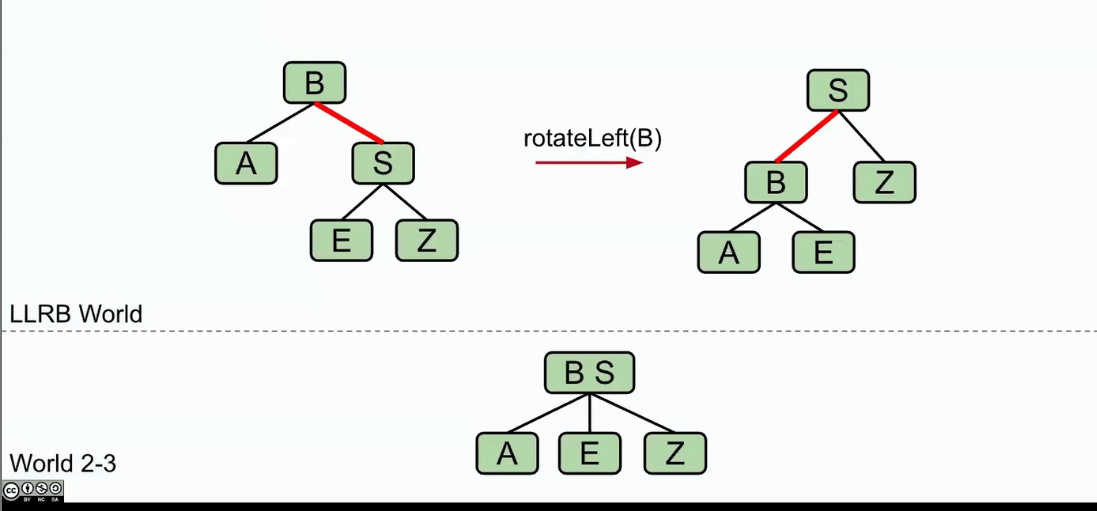 B
S
A
S
rotateLeft(B)
B
Z
E
Z
A
E
LLRB World
B S
A
E
Z
World 2-3
cc
BY NC SA